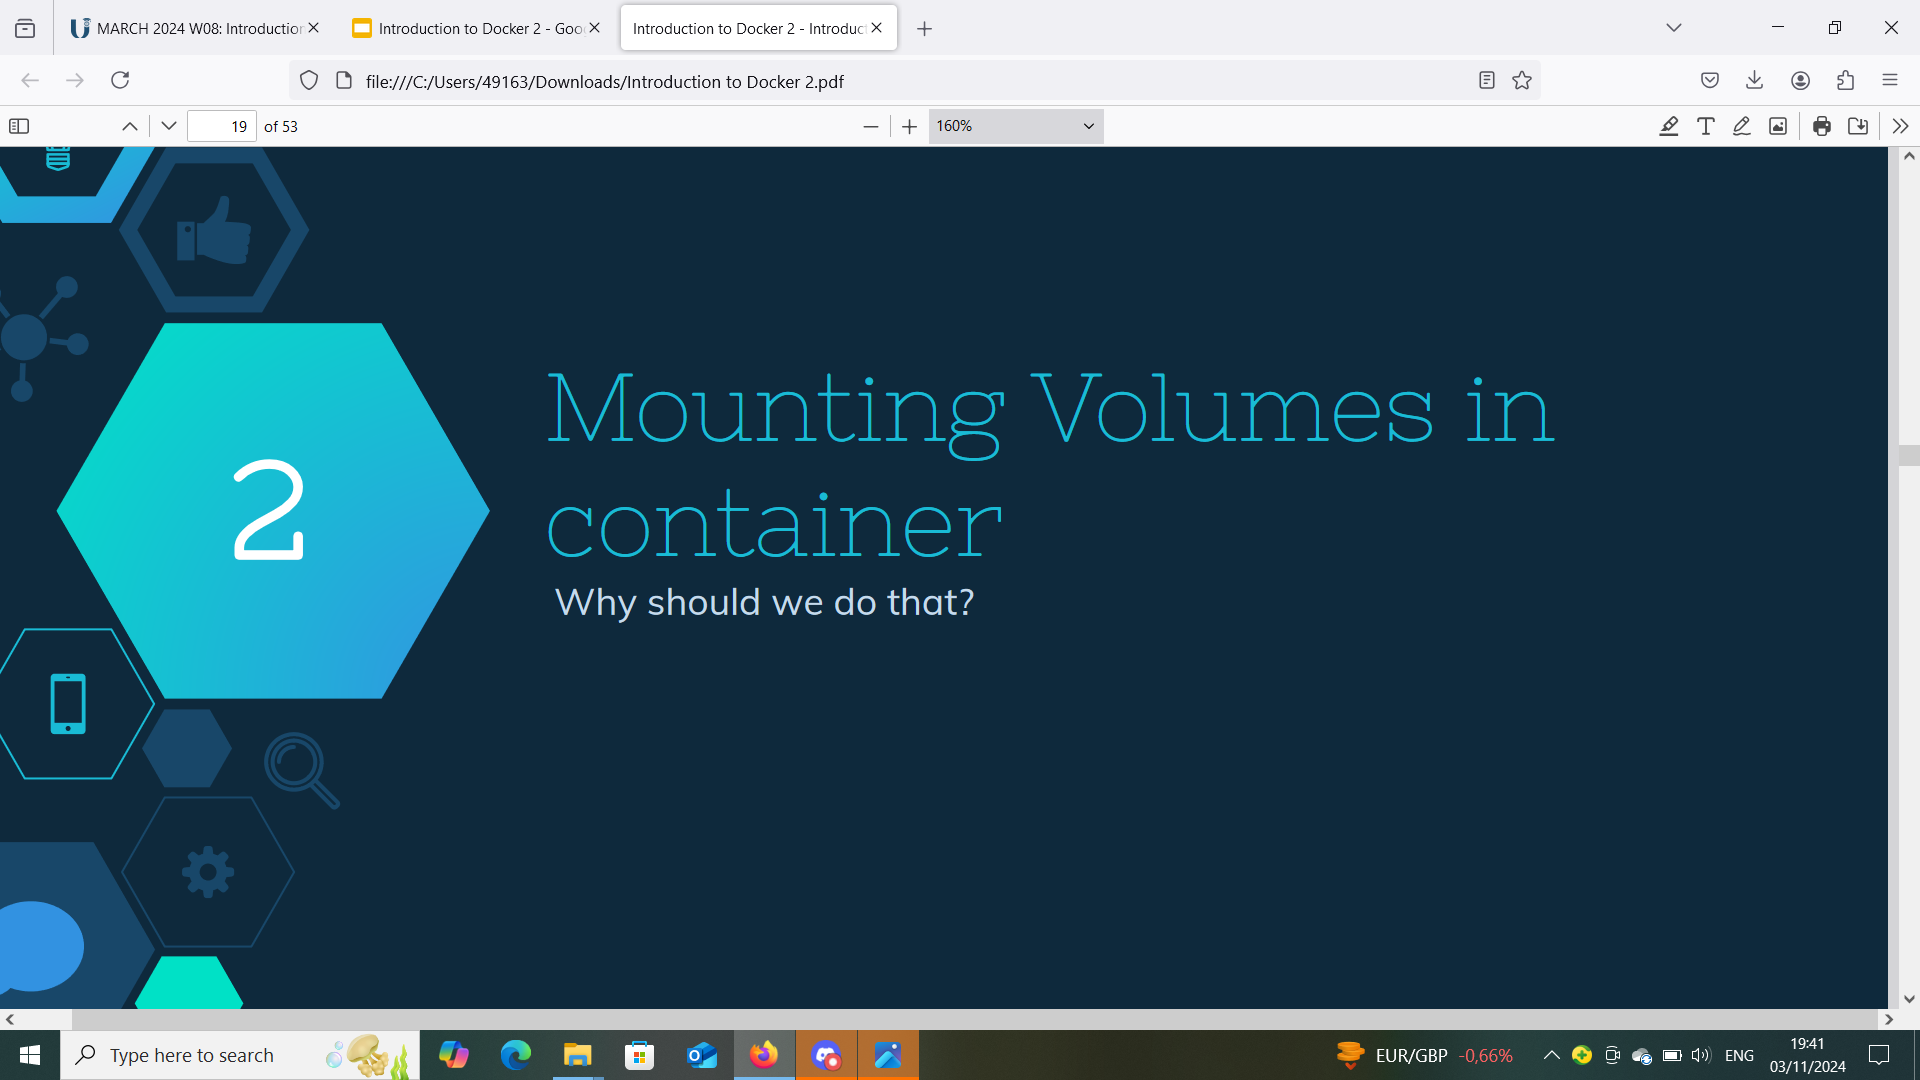 MARCH 2024 W08: Introduction
Introduction to Docker 2 - Goo
Introduction to Docker 2 - Introduc
file:///C:/Users/49163/Downloads/Introduction to Docker 2.pdf
19 of 53
160%
2
Mounting Volumes in
container
Why should we do that?
Type here to search
EUR/GBP -0,66%
ENG
19:41
03/11/2024